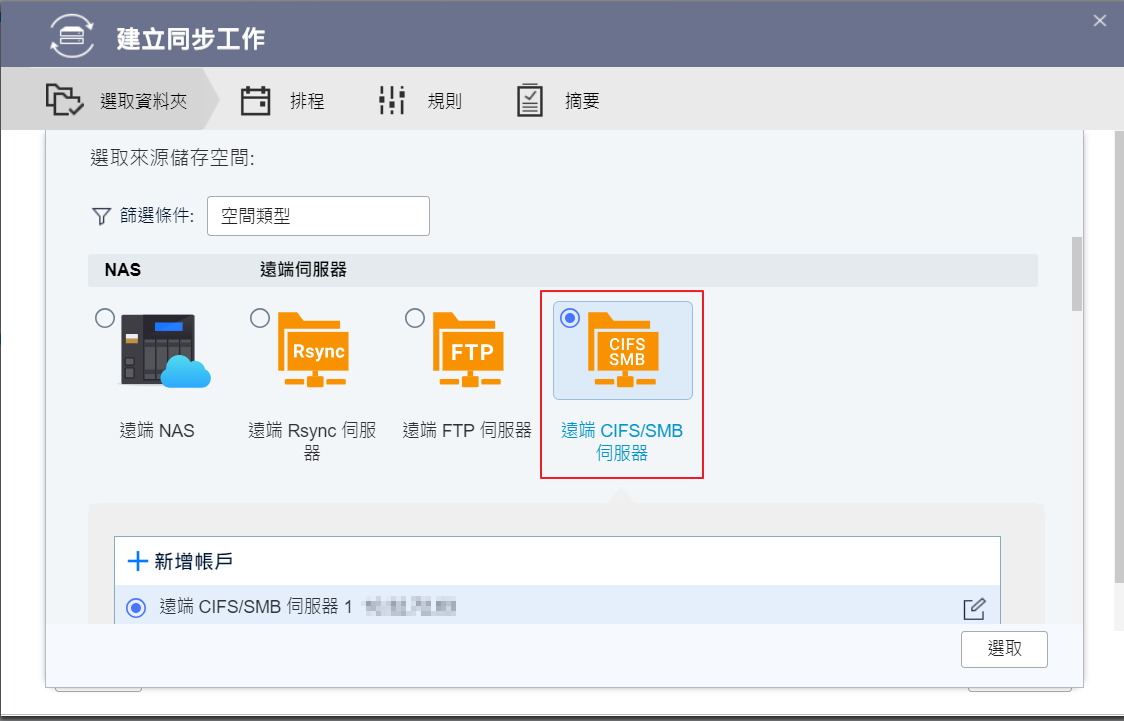 建立同步工作
選取資料夾
排程
規則
摘要
選取來源儲存空間:
篩選條件:
空間類型
NAS
遠端伺服器
Rsync
FTP
CIFS
SMB
遠端 NAS
遠端 Rsync 伺服
器
遠端 FTP 伺服器
遠端 CIFS/SMB
伺服器
新增帳戶
遠端 CIFS/SMB 伺服器 1
選取